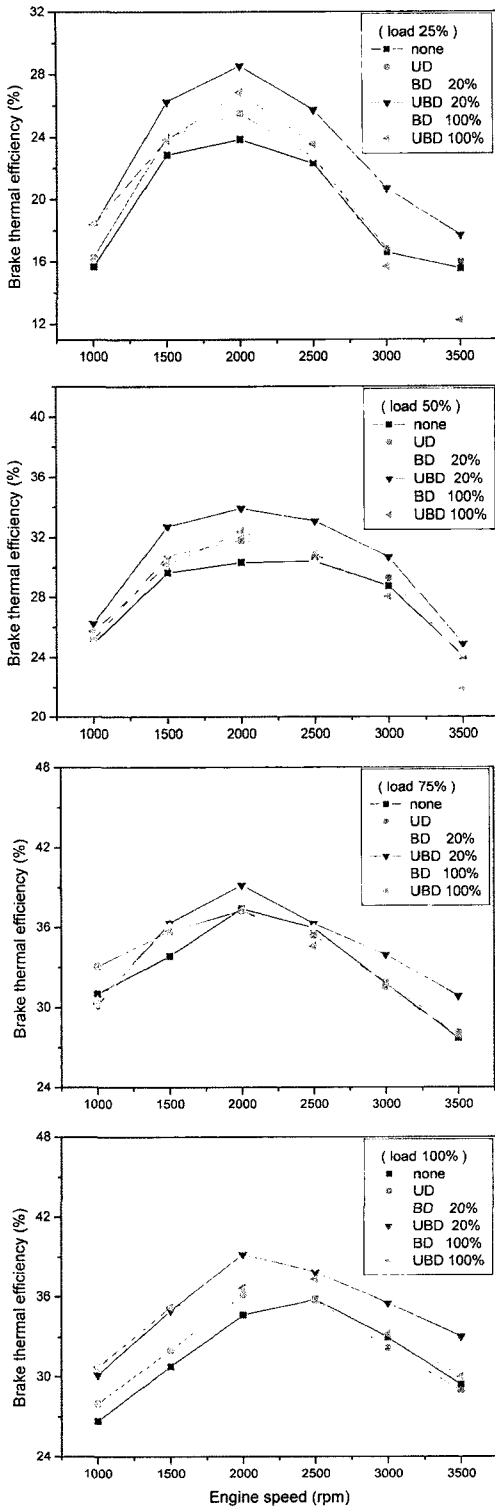 32
28
24
20
16
12
Brake thermal efficiency (%)
( load 25% )
none
UD
BD 20%
UBD 20%
BD 100%
UBD 100%
1000 1500 2000 2500 3000 3500
40
36
32
28
24
20
Brake thermal efficiency (%)
( load 50% )
none
UD
BD 20%
UBD 20%
BD 100%
UBD 100%
1000 1500 2000 2500 3000 3500
48
42
36
30
24
Brake thermal efficiency (%)
( load 75% )
none
UD
BD 20%
UBD 20%
BD 100%
UBD 100%
1000 1500 2000 2500 3000 3500
48
42
36
30
24
Brake thermal efficiency (%)
( load 100% )
none
UD
BD 20%
UBD 20%
BD 100%
UBD 100%
1000 1500 2000 2500 3000 3500
Engine speed (rpm)